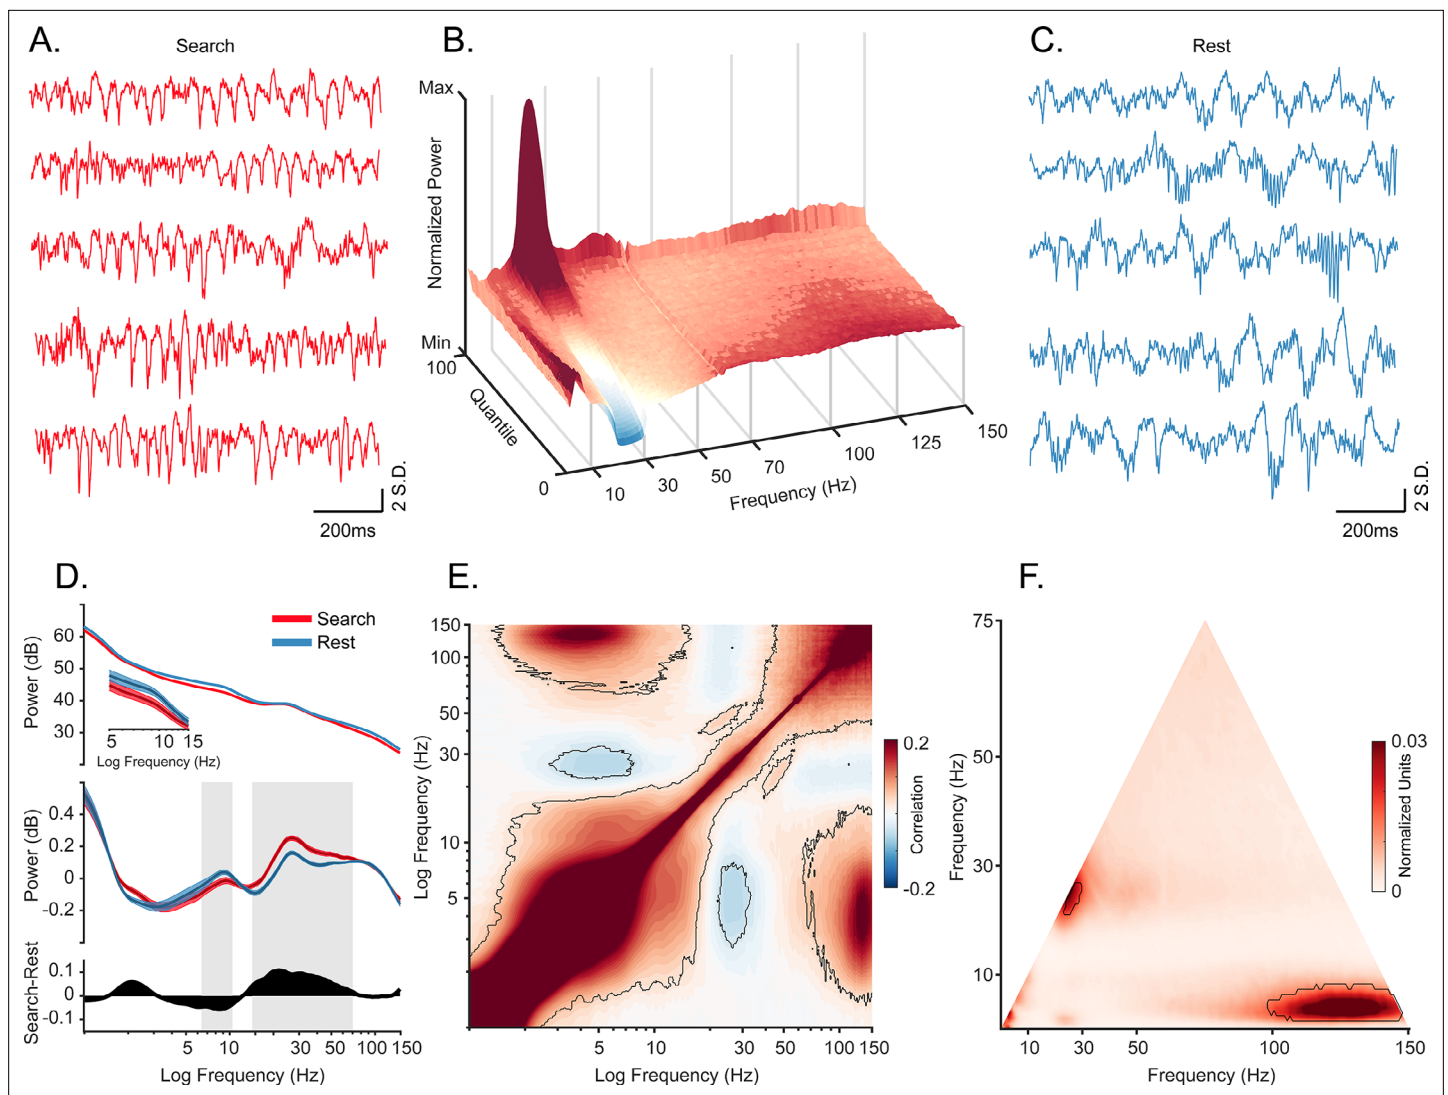 A.
Search
200ms
2 S.D.
B.
Max
Normalized Power
Min
100
Quantile
0
10
30
50
70
100
125
150
Frequency (Hz)
C.
Rest
200ms
2 S.D.
D.
Search
Rest
Power (dB)
60
50
40
30
5
10
15
Log Frequency (Hz)
Power (dB)
0.4
0.2
0
-0.2
Search-Rest
0.1
0
-0.1
5
10
30
50
100
150
Log Frequency (Hz)
E.
Log Frequency (Hz)
150
100
50
30
10
5
5
10
30
50
100
150
Log Frequency (Hz)
0.2
Correlation
-0.2
F.
Frequency (Hz)
75
50
30
10
10
30
50
100
150
Frequency (Hz)
0.03
Normalized Units
0